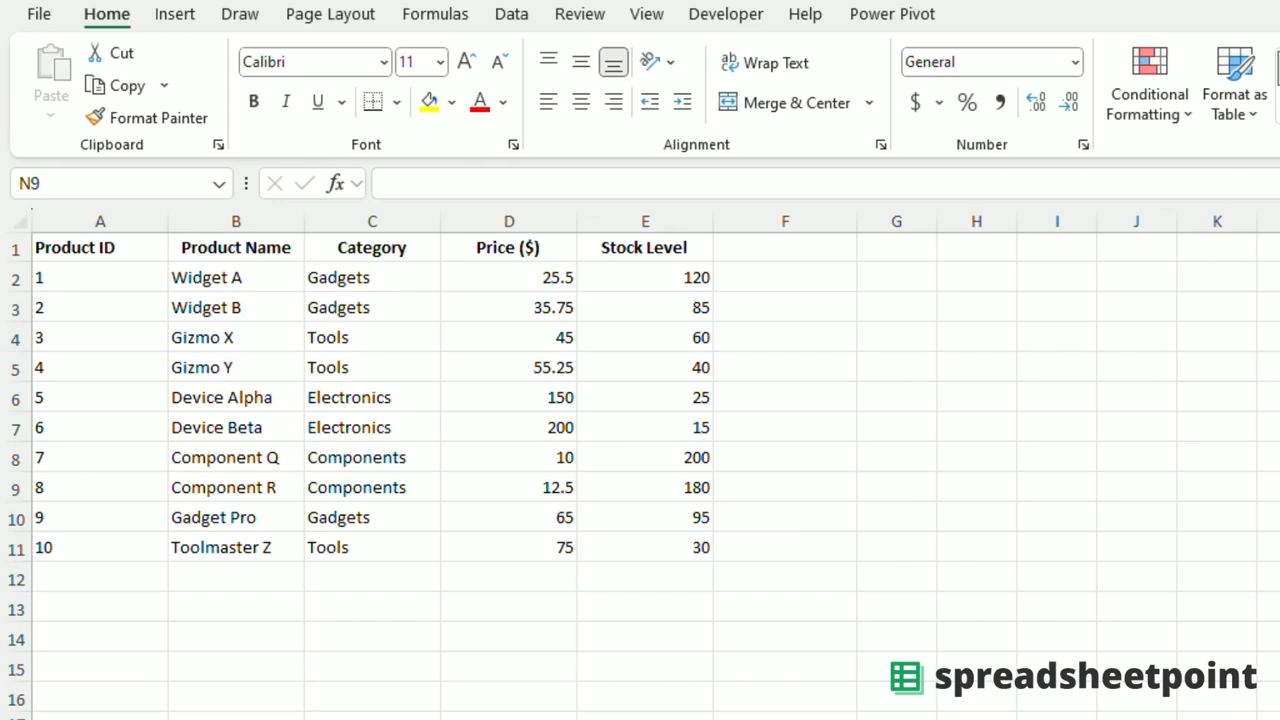 File Home Insert Draw Page Layout Formulas Data Review View Developer Help Power Pivot
Paste
Cut
Copy
Format Painter
Clipboard
Calibri 11 A A
B I U A
Font
ab Wrap Text
Merge & Center
Alignment
General
$ % , .00 .00
Number
Conditional
Formatting
Format as
Table
N9 fx
A B C D E F G H I J K
1 Product ID Product Name Category Price ($) Stock Level
2 1 Widget A Gadgets 25.5 120
3 2 Widget B Gadgets 35.75 85
4 3 Gizmo X Tools 45 60
5 4 Gizmo Y Tools 55.25 40
6 5 Device Alpha Electronics 150 25
7 6 Device Beta Electronics 200 15
8 7 Component Q Components 10 200
9 8 Component R Components 12.5 180
10 9 Gadget Pro Gadgets 65 95
11 10 Toolmaster Z Tools 75 30
12
13
14
15
16
spreadsheetpoint